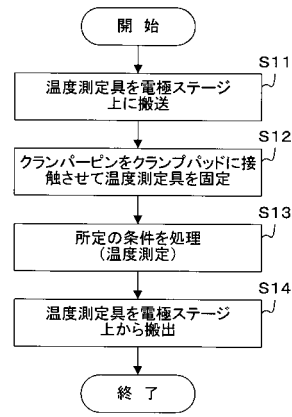 開 始
S11
温度測定具を電極ステージ
上に搬送
S12
クランパーピンをクランプパッドに接
触させて温度測定具を固定
S13
所定の条件を処理
(温度測定)
S14
温度測定具を電極ステージ
上から搬出
終 了